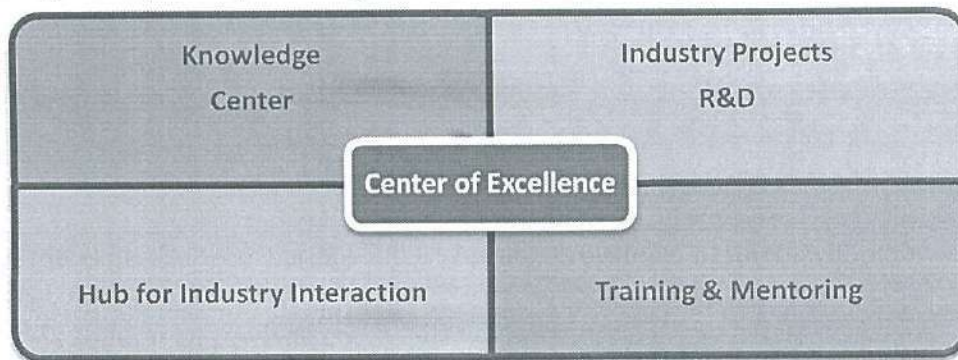 Knowledge
Center
Industry Projects
R&D
Center of Excellence
Hub for Industry Interaction
Training & Mentoring